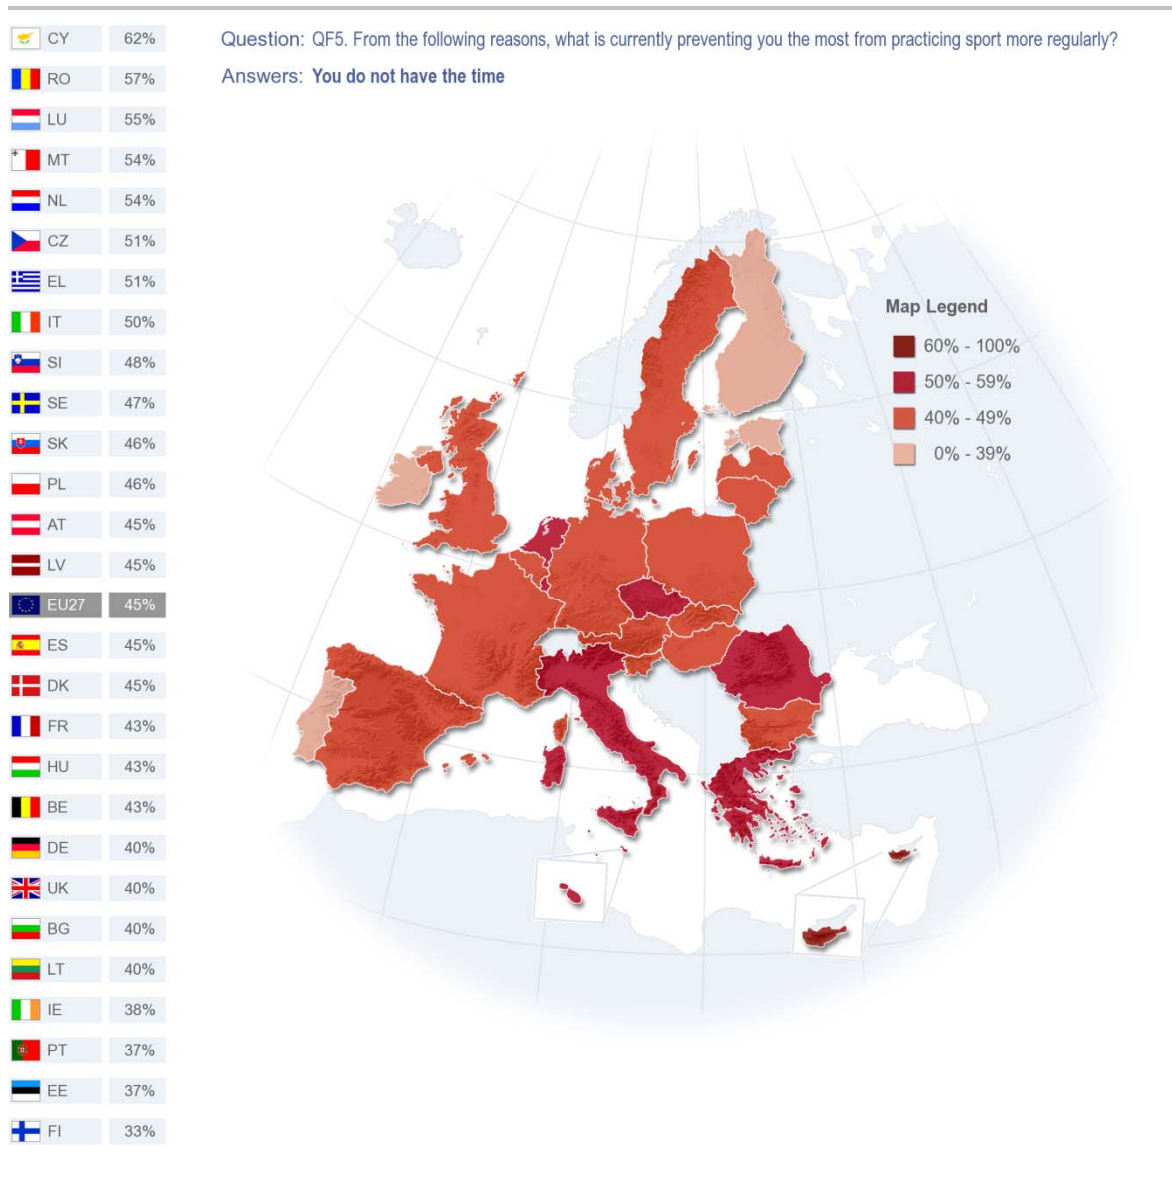 Question: QF5. From the following reasons, what is currently preventing you the most from practicing sport more regularly?
Answers: You do not have the time
CY 62%
RO 57%
LU 55%
MT 54%
NL 54%
CZ 51%
EL 51%
IT 50%
SI 48%
SE 47%
SK 46%
PL 46%
AT 45%
LV 45%
EU27 45%
ES 45%
DK 45%
FR 43%
HU 43%
BE 43%
DE 40%
UK 40%
BG 40%
LT 40%
IE 38%
PT 37%
EE 37%
FI 33%
Map Legend
60% - 100%
50% - 59%
40% - 49%
0% - 39%